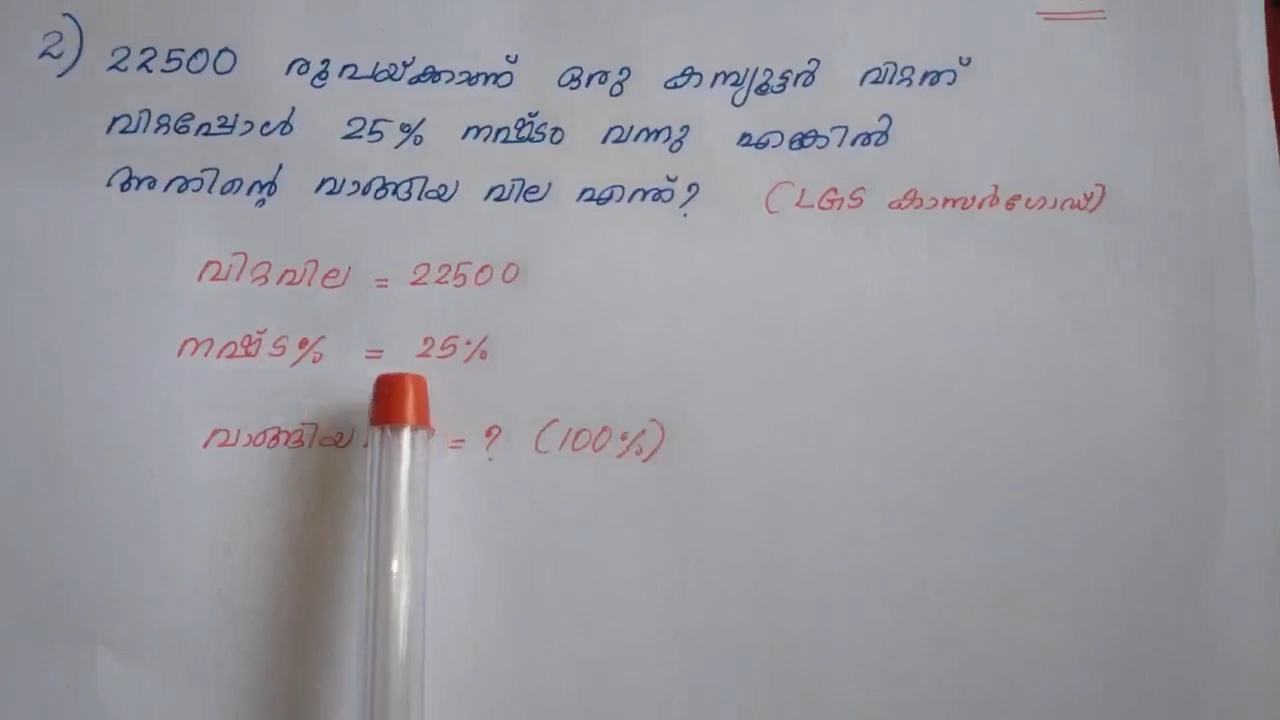 2) 22500 രൂപയ്ക്കാണ് ഒരു കമ്പ്യൂട്ടർ വിറ്റത്
വിറ്റപ്പോൾ 25% നഷ്ടം വന്നു എങ്കിൽ
അതിന്റെ വാങ്ങിയ വില എന്ത്? (LGS കാസർഗോഡ്)
വിറ്റവില = 22500
നഷ്ട% = 25%
വാങ്ങിയ = ? (100%)